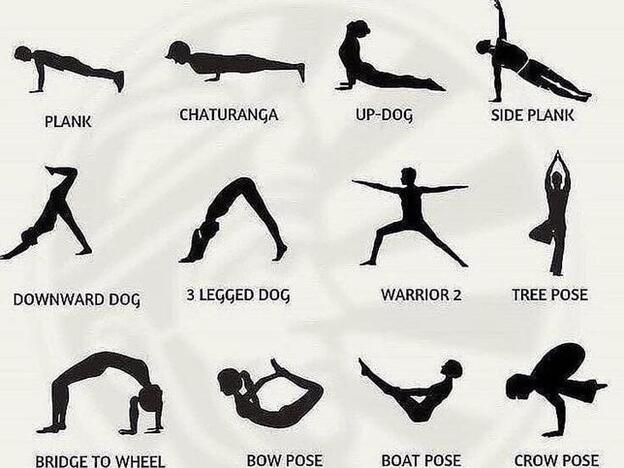 PLANK
CHATURANGA
UP-DOG
SIDE PLANK
DOWNWARD DOG
3 LEGGED DOG
WARRIOR 2
TREE POSE
BRIDGE TO WHEEL
BOW POSE
BOAT POSE
CROW POSE